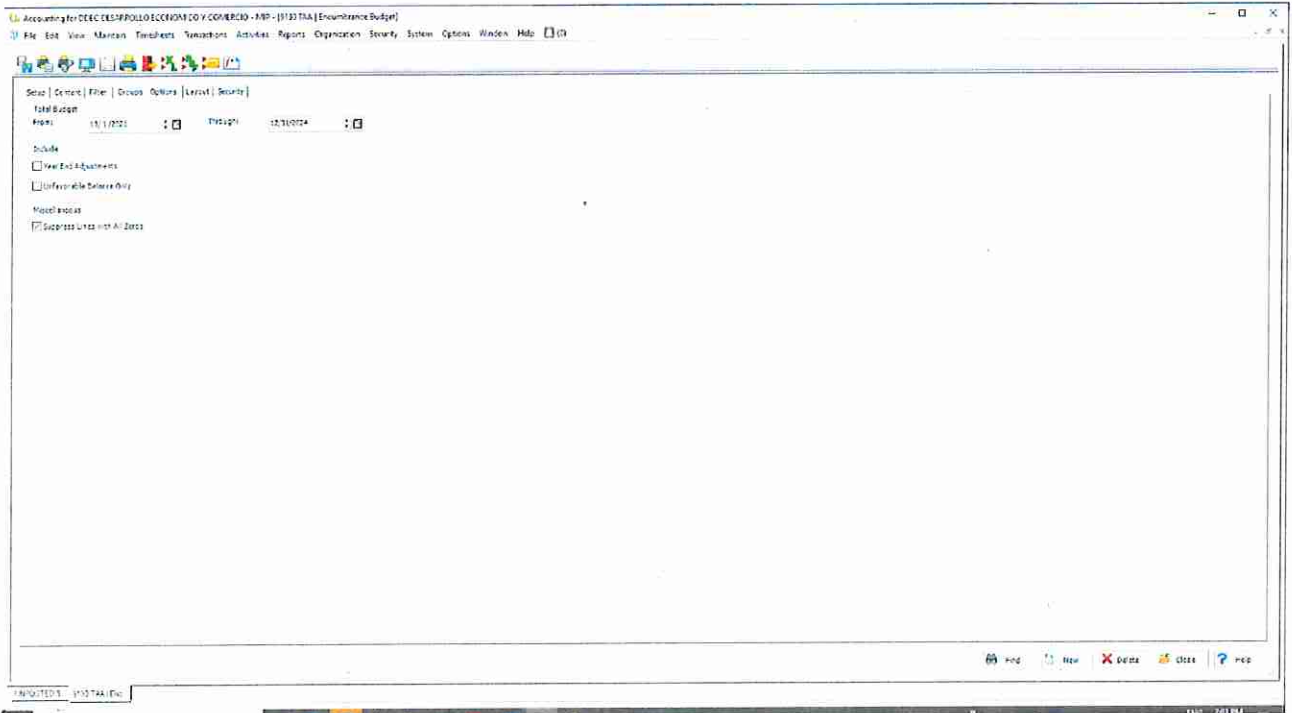 Accounting for DDEC DESARROLLO ECONOMICO Y COMERCIO - MIP - [9133 TAA | Encumbrance Budget]
File Edit View Maintain Timesheets Transactions Activities Reports Organization Security System Options Window Help
Setup | Content | Filter | Groups Options | Layout | Security |
Total Budget
From: Through: 12/31/2024
Include
Year End Adjustments
Unfavorable Balance Only
Miscellaneous
Suppress Lines with All Zeros
Find New Delete Close Help